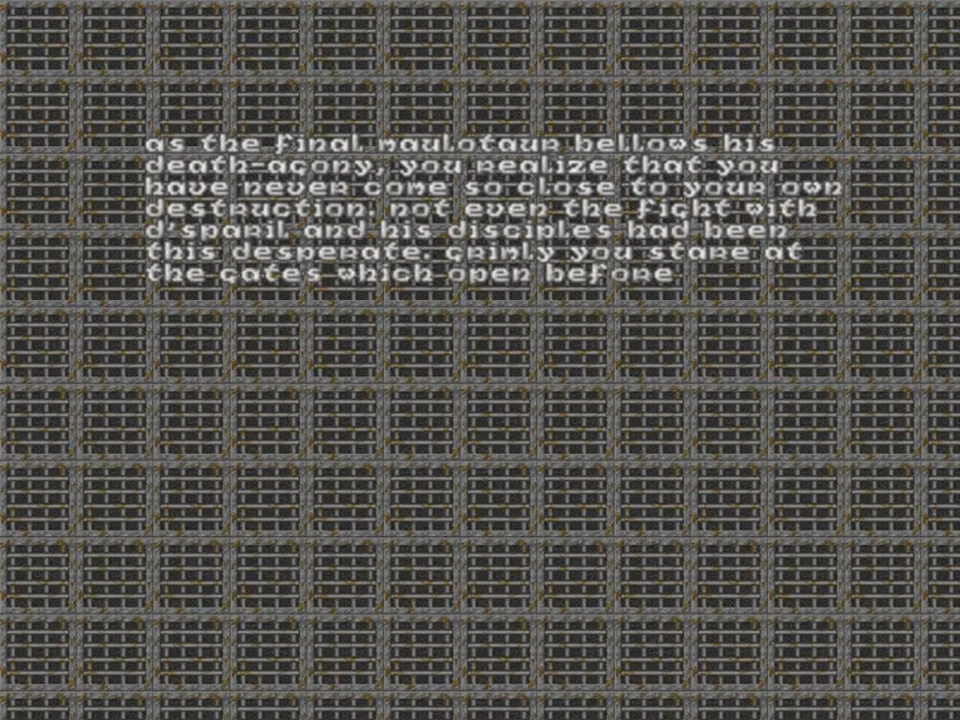 as the final maulotaur bellows his
death-agony, you realize that you
have never come so close to your own
destruction. not even the fight with
d'sparil and his disciples had been
this desperate. grimly you stare at
the gates which open before